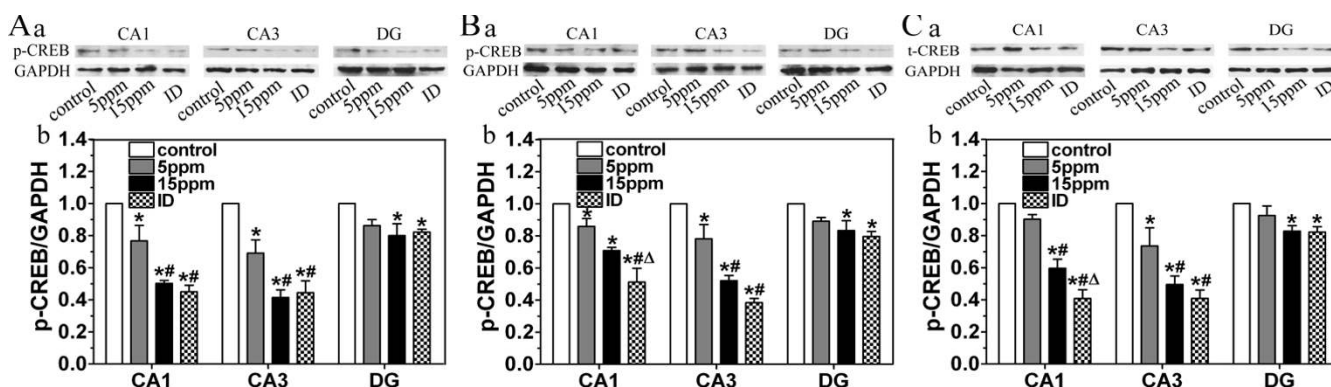 Aa
CA1 CA3 DG
p-CREB
GAPDH
control 5ppm 15ppm ID control 5ppm 15ppm ID control 5ppm 15ppm ID
b
1.4
1.2
1.0
0.8
0.6
0.4
0.2
0.0
p-CREB/GAPDH
control
5ppm
15ppm
ID
* *# *# * *# *# * *
CA1 CA3 DG
Ba
CA1 CA3 DG
p-CREB
GAPDH
control 5ppm 15ppm ID control 5ppm 15ppm ID control 5ppm 15ppm ID
b
1.4
1.2
1.0
0.8
0.6
0.4
0.2
0.0
p-CREB/GAPDH
control
5ppm
15ppm
ID
* * *#Δ * *# *# * *
CA1 CA3 DG
Ca
CA1 CA3 DG
t-CREB
GAPDH
control 5ppm 15ppm ID control 5ppm 15ppm ID control 5ppm 15ppm ID
b
1.4
1.2
1.0
0.8
0.6
0.4
0.2
0.0
p-CREB/GAPDH
control
5ppm
15ppm
ID
*# *#Δ * *# *# * *
CA1 CA3 DG